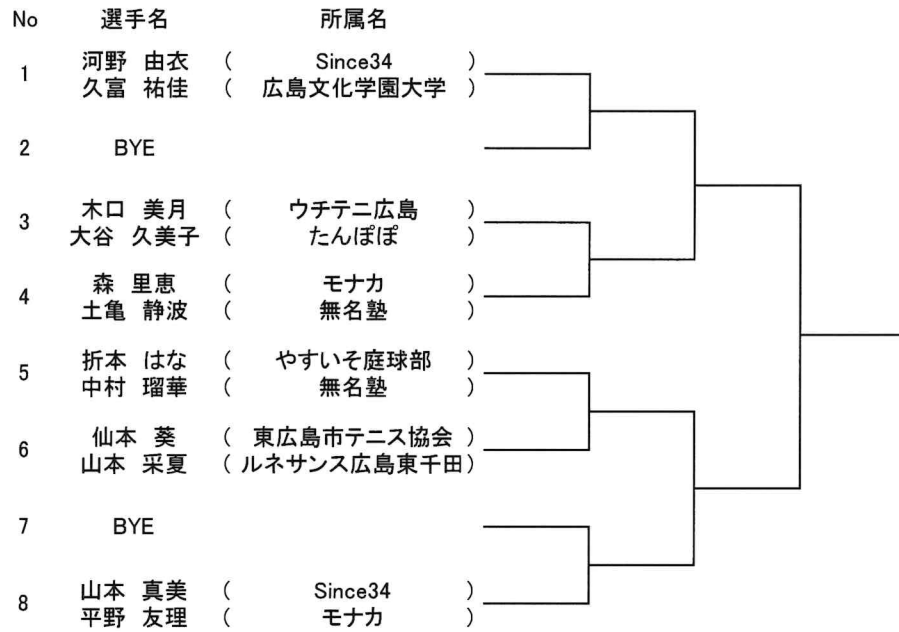 No 選手名 所属名
1
河野 由衣 ( Since34 )
久富 祐佳 ( 広島文化学園大学 )
2 BYE
3
木口 美月 ( ウチテニ広島 )
大谷 久美子 ( たんぽぽ )
4
森 里恵 ( モナカ )
土亀 静波 ( 無名塾 )
5
折本 はな ( やすいそ庭球部 )
中村 瑠華 ( 無名塾 )
6
仙本 葵 ( 東広島市テニス協会 )
山本 采夏 ( ルネサンス広島東千田 )
7 BYE
8
山本 真美 ( Since34 )
平野 友理 ( モナカ )